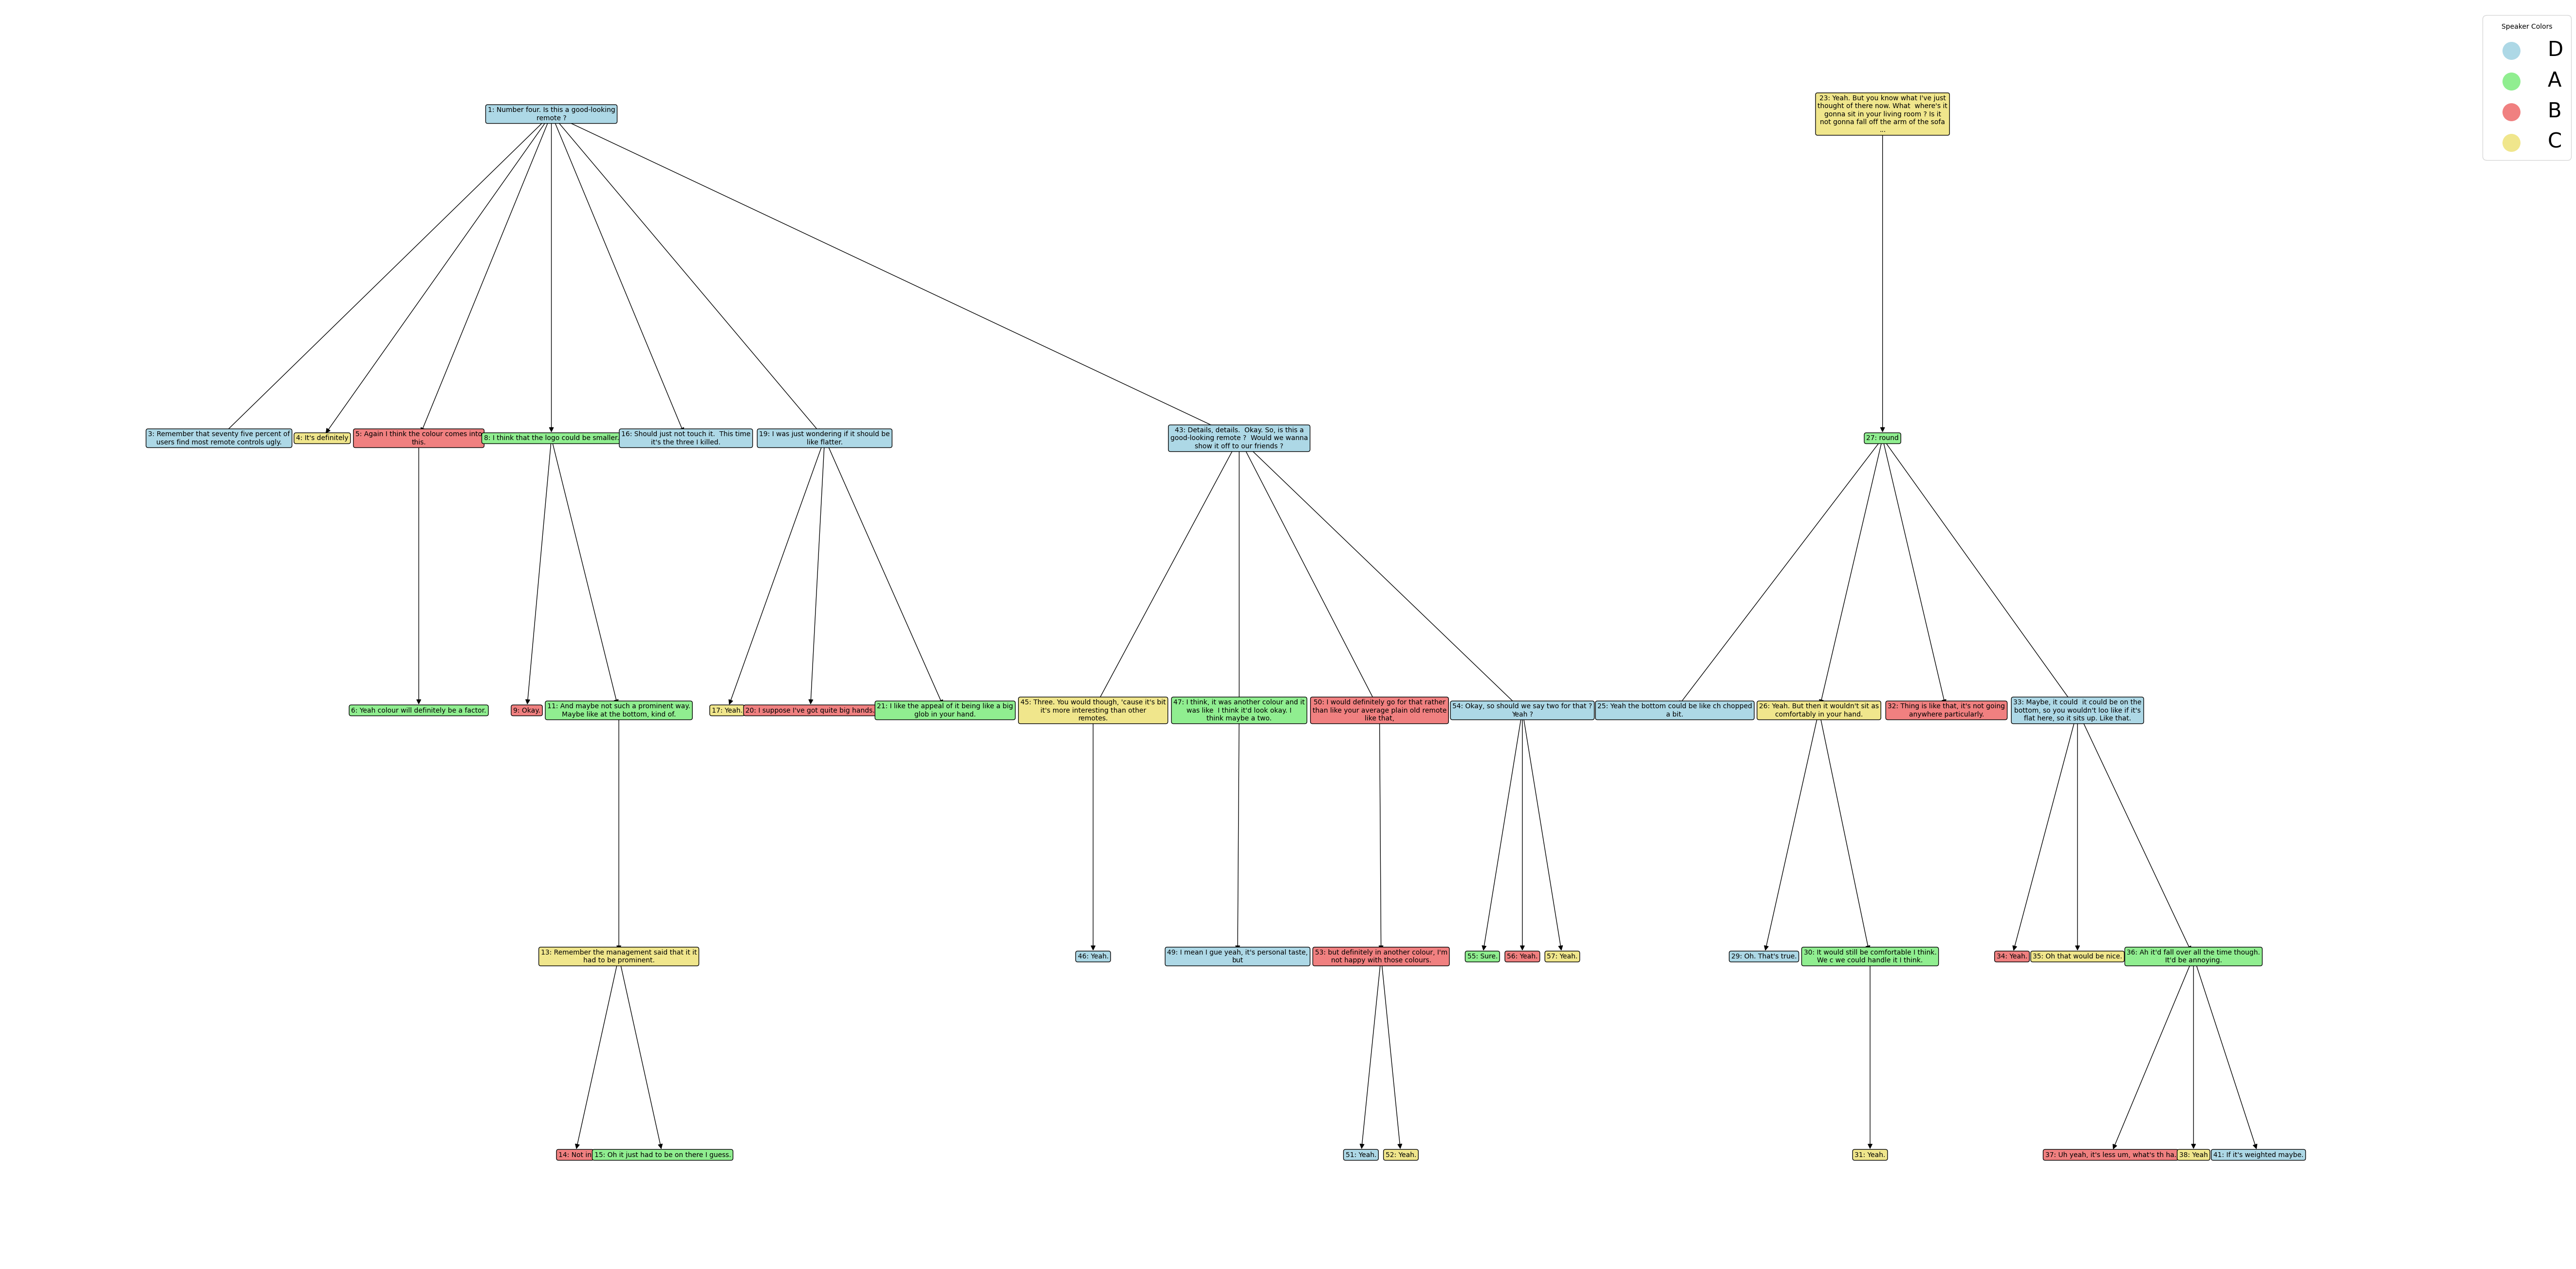 Speaker Colors
D
A
B
C
1: Number four. Is this a good-looking
remote ?
23: Yeah. But you know what I've just
thought of there now. What  where's it
gonna sit in your living room ? Is it
not gonna fall off the arm of the sofa
...
3: Remember that seventy five percent of
users find most remote controls ugly.
4: It's definitely
5: Again I think the colour comes into
this.
8: I think that the logo could be smaller.
16: Should just not touch it.  This time
it's the three I killed.
19: I was just wondering if it should be
like flatter.
43: Details, details.  Okay. So, is this a
good-looking remote ?  Would we wanna
show it off to our friends ?
27: round
6: Yeah colour will definitely be a factor.
9: Okay.
11: And maybe not such a prominent way.
Maybe like at the bottom, kind of.
17: Yeah.
20: I suppose I've got quite big hands.
21: I like the appeal of it being like a big
glob in your hand.
45: Three. You would though, 'cause it's bit
it's more interesting than other
remotes.
47: I think, it was another colour and it
was like  I think it'd look okay. I
think maybe a two.
50: I would definitely go for that rather
than like your average plain old remote
like that,
54: Okay, so should we say two for that ?
Yeah ?
25: Yeah the bottom could be like ch chopped
a bit.
26: Yeah. But then it wouldn't sit as
comfortably in your hand.
32: Thing is like that, it's not going
anywhere particularly.
33: Maybe, it could  it could be on the
bottom, so you wouldn't loo like if it's
flat here, so it sits up. Like that.
13: Remember the management said that it it
had to be prominent.
46: Yeah.
49: I mean I gue yeah, it's personal taste,
but
53: but definitely in another colour, I'm
not happy with those colours.
55: Sure.
56: Yeah.
57: Yeah.
29: Oh. That's true.
30: It would still be comfortable I think.
We c we could handle it I think.
34: Yeah.
35: Oh that would be nice.
36: Ah it'd fall over all the time though.
It'd be annoying.
14: Not in
15: Oh it just had to be on there I guess.
51: Yeah.
52: Yeah.
31: Yeah.
37: Uh yeah, it's less um, what's th ha.
38: Yeah
41: If it's weighted maybe.